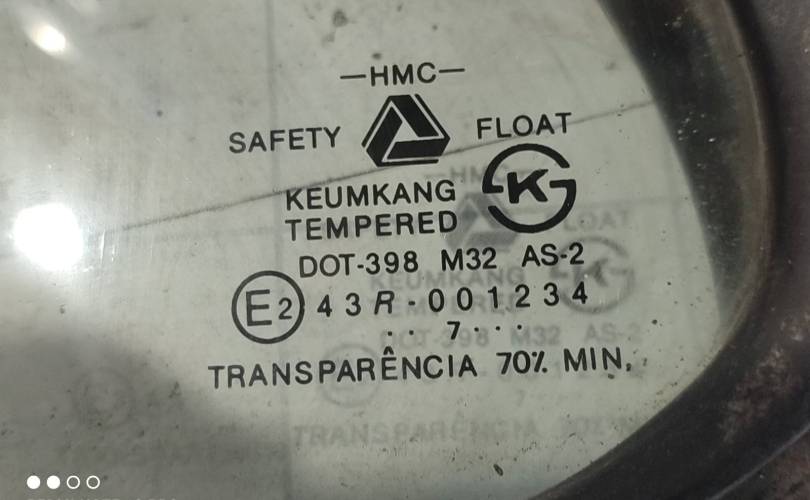 HMC
SAFETY FLOAT
KEUMKANG
TEMPERED
K
DOT-398 M32 AS-2
E2 43R-001234
.. 7...
TRANSPARÊNCIA 70% MIN.